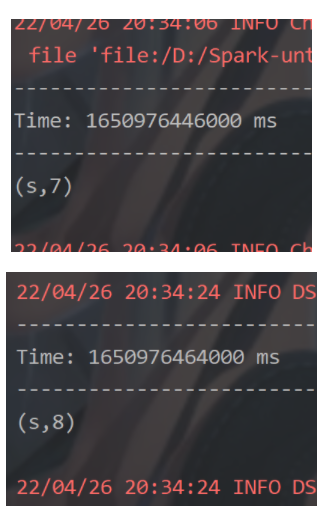 22/04/26 20:34:06 INFO Ch
file 'file:/D:/Spark-unt
-------------------------
Time: 1650976446000 ms
-------------------------
(s,7)
22/04/26 20:34:06 INFO Ch
22/04/26 20:34:24 INFO DS
-------------------------
Time: 1650976464000 ms
-------------------------
(s,8)
22/04/26 20:34:24 INFO DS